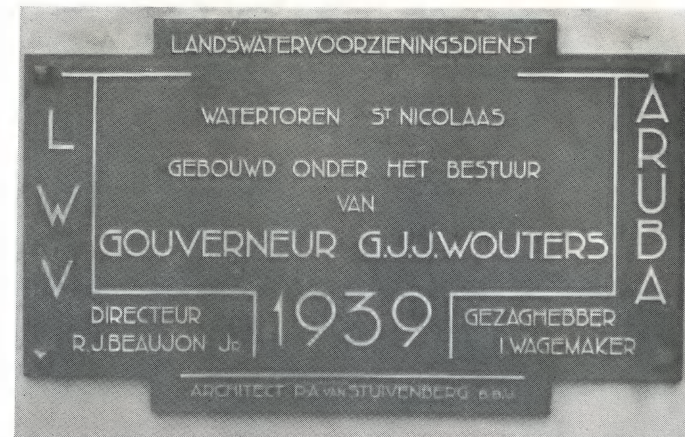 LANDSWATERVOORZIENINGSDIENST
L W V
WATERTOREN ST NICOLAAS
GEBOUWD ONDER HET BESTUUR
VAN
GOUVERNEUR G.J.J.WOUTERS
ARUBA
DIRECTEUR
R.J.BEAUJON JR.
1939
GEZAGHEBBER
I.WAGEMAKER
ARCHITECT P.A VAN STUIVENBERG B.B.U.